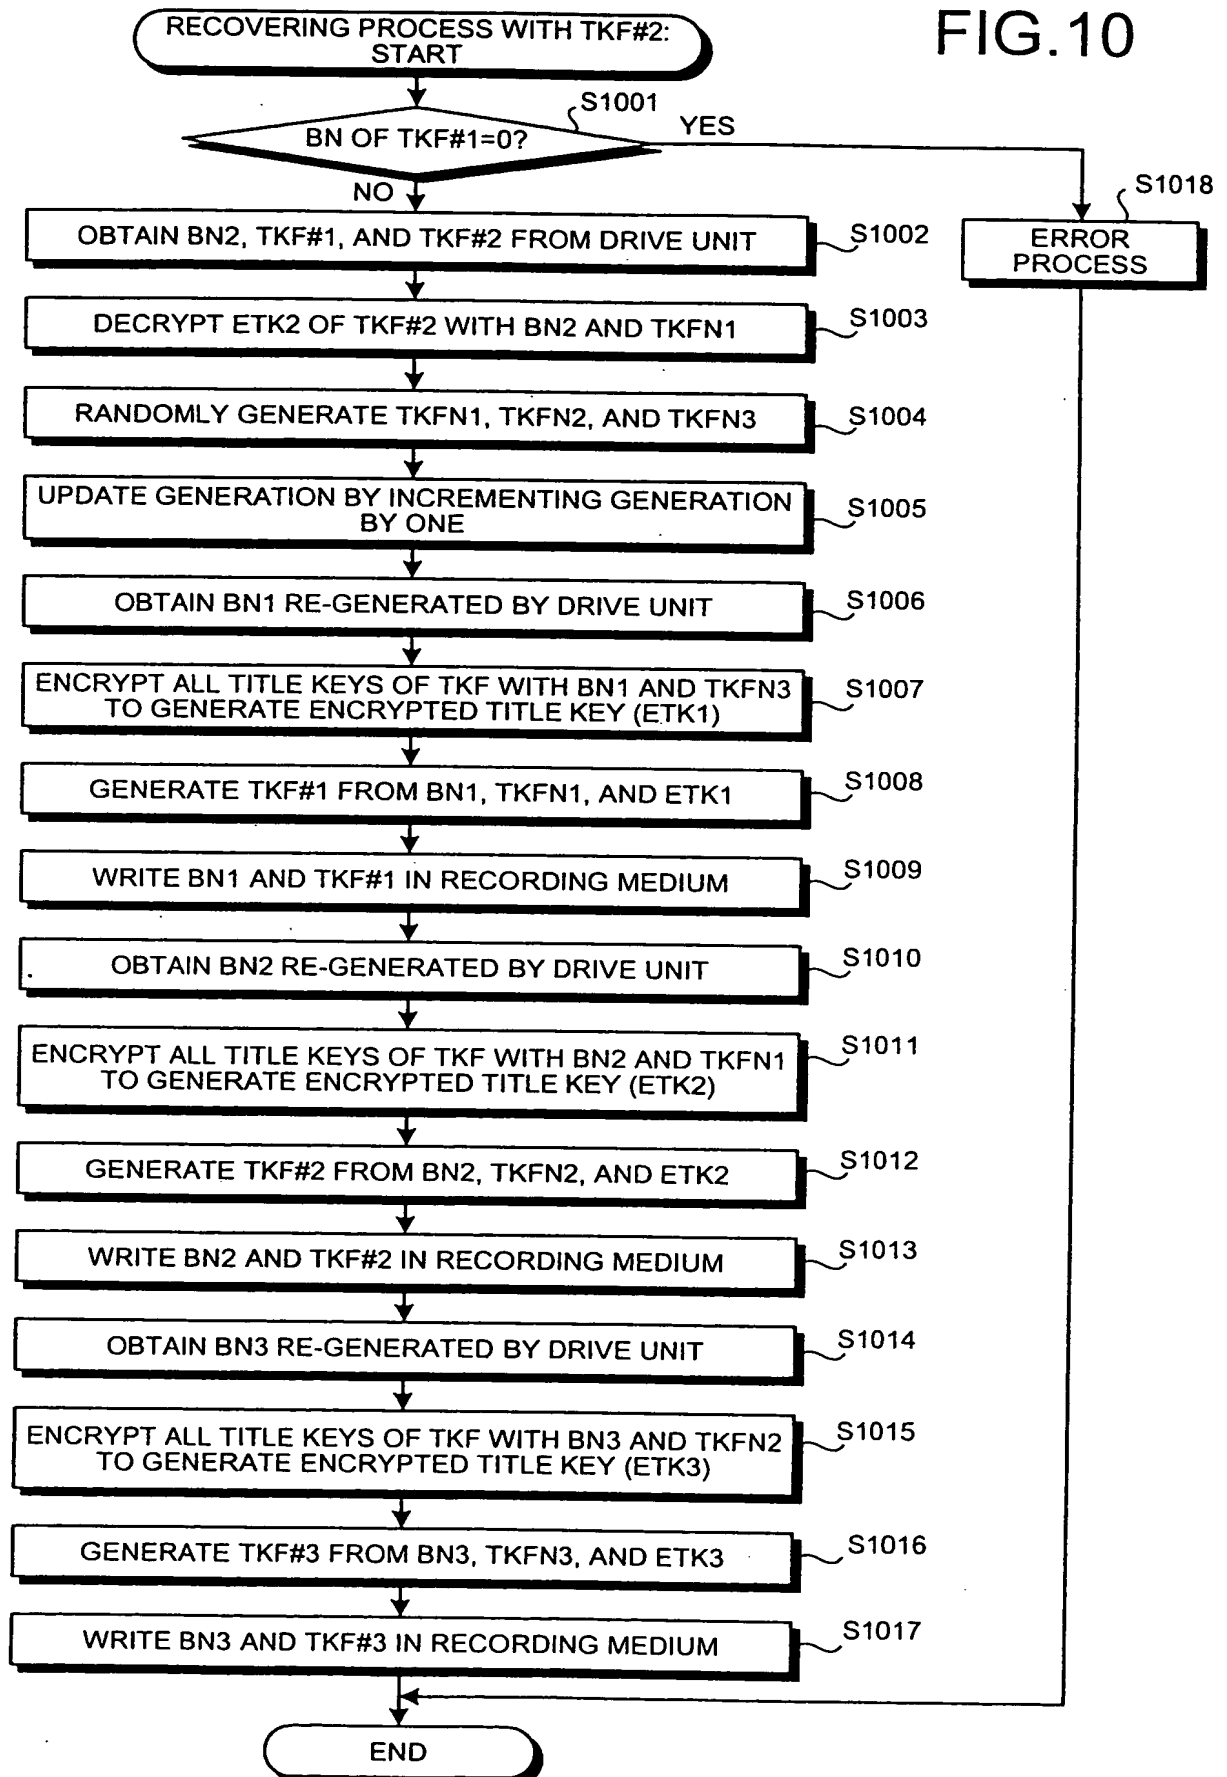 FIG.10
RECOVERING PROCESS WITH TKF#2:
START
S1001
BN OF TKF#1=0?
YES
NO
S1018
ERROR
PROCESS
OBTAIN BN2, TKF#1, AND TKF#2 FROM DRIVE UNIT
S1002
DECRYPT ETK2 OF TKF#2 WITH BN2 AND TKFN1
S1003
RANDOMLY GENERATE TKFN1, TKFN2, AND TKFN3
S1004
UPDATE GENERATION BY INCREMENTING GENERATION
BY ONE
S1005
OBTAIN BN1 RE-GENERATED BY DRIVE UNIT
S1006
ENCRYPT ALL TITLE KEYS OF TKF WITH BN1 AND TKFN3
TO GENERATE ENCRYPTED TITLE KEY (ETK1)
S1007
GENERATE TKF#1 FROM BN1, TKFN1, AND ETK1
S1008
WRITE BN1 AND TKF#1 IN RECORDING MEDIUM
S1009
OBTAIN BN2 RE-GENERATED BY DRIVE UNIT
S1010
ENCRYPT ALL TITLE KEYS OF TKF WITH BN2 AND TKFN1
TO GENERATE ENCRYPTED TITLE KEY (ETK2)
S1011
GENERATE TKF#2 FROM BN2, TKFN2, AND ETK2
S1012
WRITE BN2 AND TKF#2 IN RECORDING MEDIUM
S1013
OBTAIN BN3 RE-GENERATED BY DRIVE UNIT
S1014
ENCRYPT ALL TITLE KEYS OF TKF WITH BN3 AND TKFN2
TO GENERATE ENCRYPTED TITLE KEY (ETK3)
S1015
GENERATE TKF#3 FROM BN3, TKFN3, AND ETK3
S1016
WRITE BN3 AND TKF#3 IN RECORDING MEDIUM
S1017
END